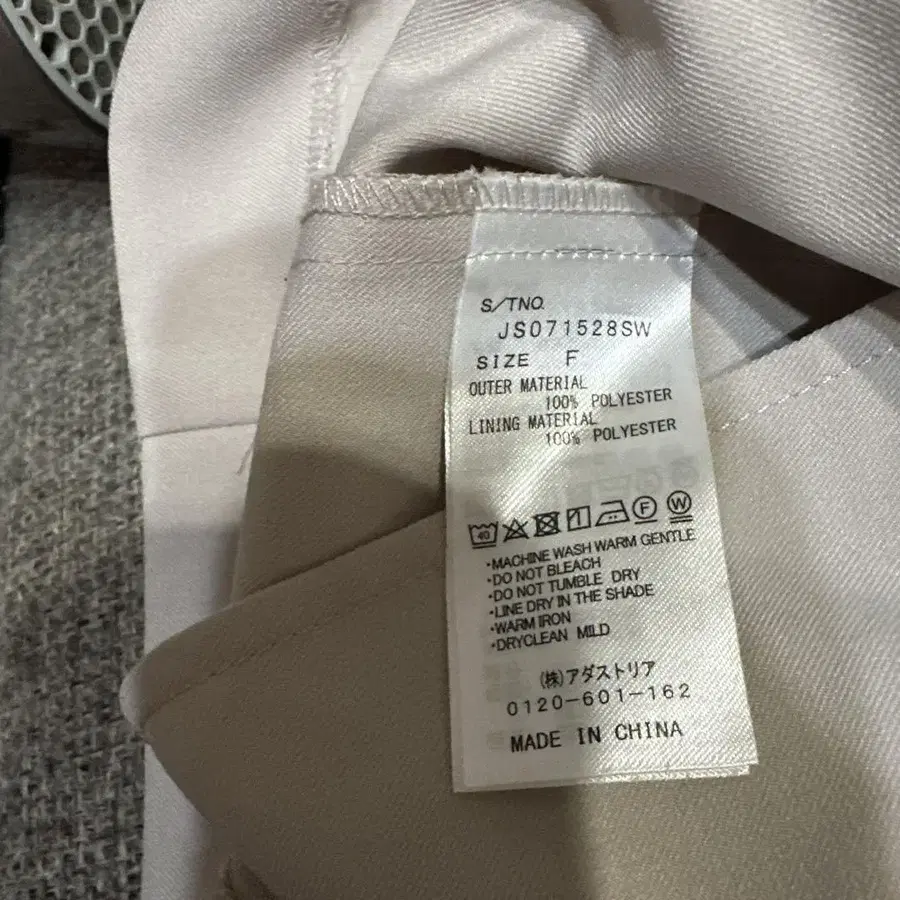 S/TNO.
JS071528SW
SIZE F
OUTER MATERIAL
100% POLYESTER
LINING MATERIAL
100% POLYESTER
40 F W
・MACHINE WASH WARM GENTLE
・DO NOT BLEACH
・DO NOT TUMBLE DRY
・LINE DRY IN THE SHADE
・WARM IRON
・DRYCLEAN MILD
(株)アダストリア
0120-601-162
MADE IN CHINA